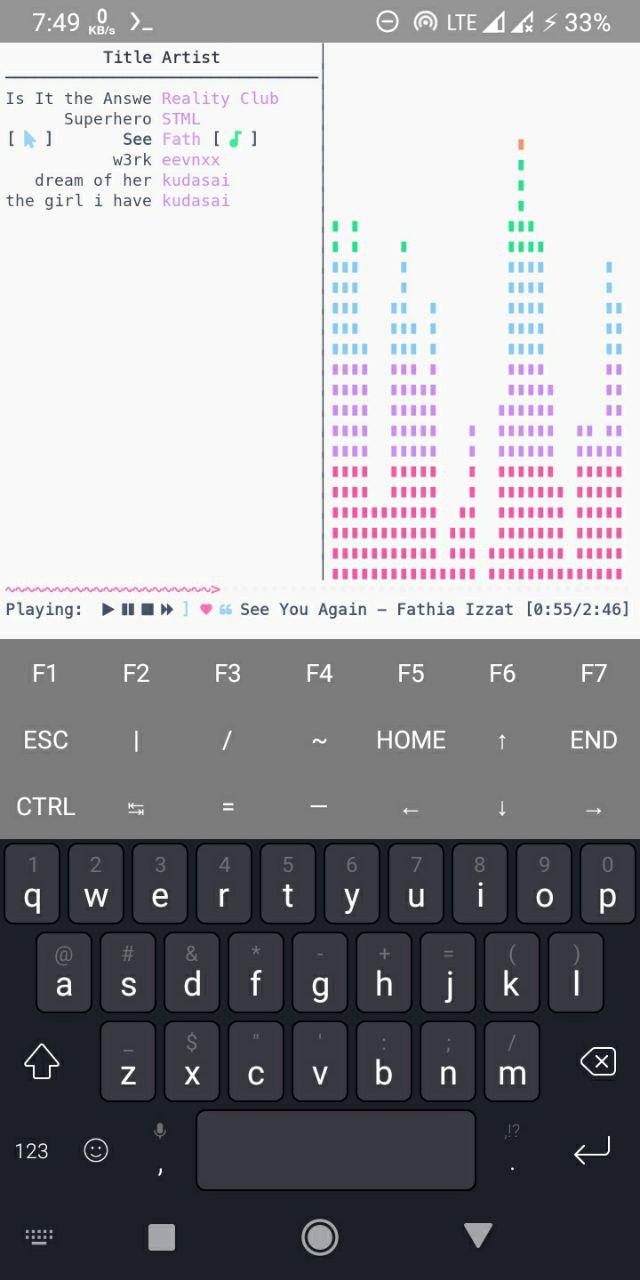 7:49 0 KB/s LTE 33%
Title Artist
Is It the Answe Reality Club
Superhero STML
[ ] See Fath [ ]
w3rk eevnxx
dream of her kudasai
the girl i have kudasai
~~~~~~~~~~~~~~~~~~~~~~>
Playing: ] See You Again – Fathia Izzat [0:55/2:46]
F1 F2 F3 F4 F5 F6 F7
ESC | / ~ HOME ↑ END
CTRL ↹ = — ← ↓ →
1 2 3 4 5 6 7 8 9 0
q w e r t y u i o p
@ # & * - + = ( )
a s d f g h j k l
_ $ " ' : ; /
z x c v b n m
,!?
123 , .